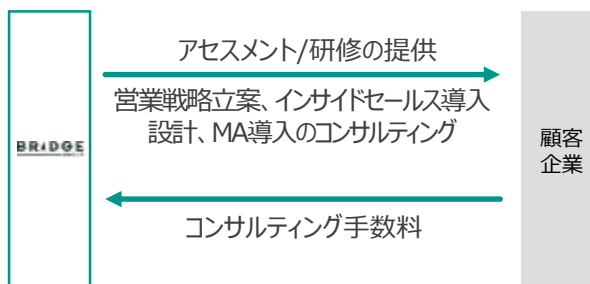 アセスメント/研修の提供
営業戦略立案、インサイドセールス導入
設計、MA導入のコンサルティング
BRIDGE
顧客
企業
コンサルティング手数料